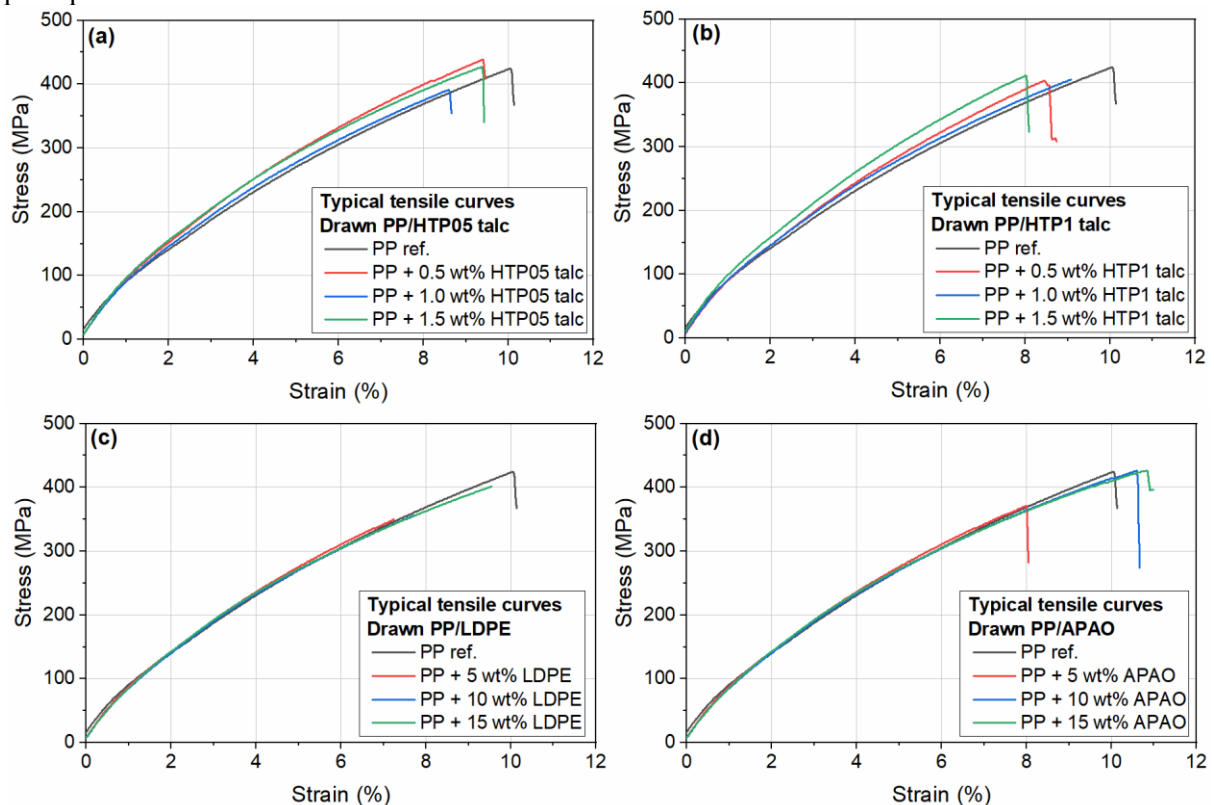 (a)
500
400
300
200
100
0
Stress (MPa)
Typical tensile curves
Drawn PP/HTP05 talc
PP ref.
PP + 0.5 wt% HTP05 talc
PP + 1.0 wt% HTP05 talc
PP + 1.5 wt% HTP05 talc
0 2 4 6 8 10 12
Strain (%)
(b)
500
400
300
200
100
0
Stress (MPa)
Typical tensile curves
Drawn PP/HTP1 talc
PP ref.
PP + 0.5 wt% HTP1 talc
PP + 1.0 wt% HTP1 talc
PP + 1.5 wt% HTP1 talc
0 2 4 6 8 10 12
Strain (%)
(c)
500
400
300
200
100
0
Stress (MPa)
Typical tensile curves
Drawn PP/LDPE
PP ref.
PP + 5 wt% LDPE
PP + 10 wt% LDPE
PP + 15 wt% LDPE
0 2 4 6 8 10 12
Strain (%)
(d)
500
400
300
200
100
0
Stress (MPa)
Typical tensile curves
Drawn PP/APAO
PP ref.
PP + 5 wt% APAO
PP + 10 wt% APAO
PP + 15 wt% APAO
0 2 4 6 8 10 12
Strain (%)